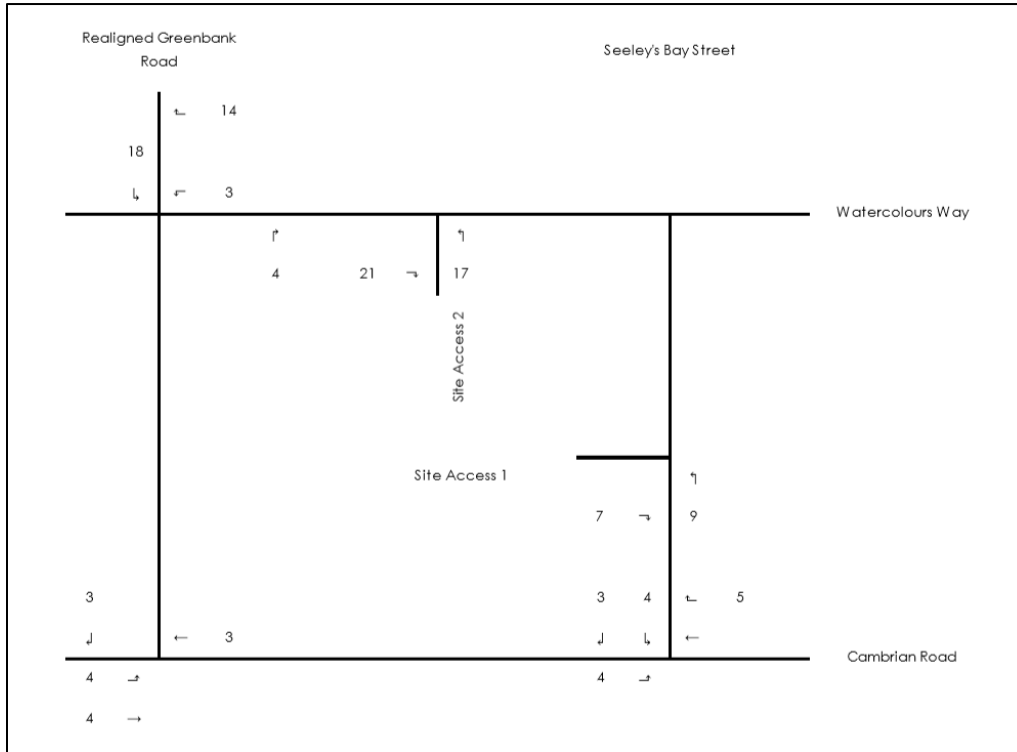 Realigned Greenbank
Road
Seeley's Bay Street
14
18
3
Watercolours Way
4 21 17
Site Access 2
Site Access 1
7 9
3 3 4 5
3
Cambrian Road
4 4
4